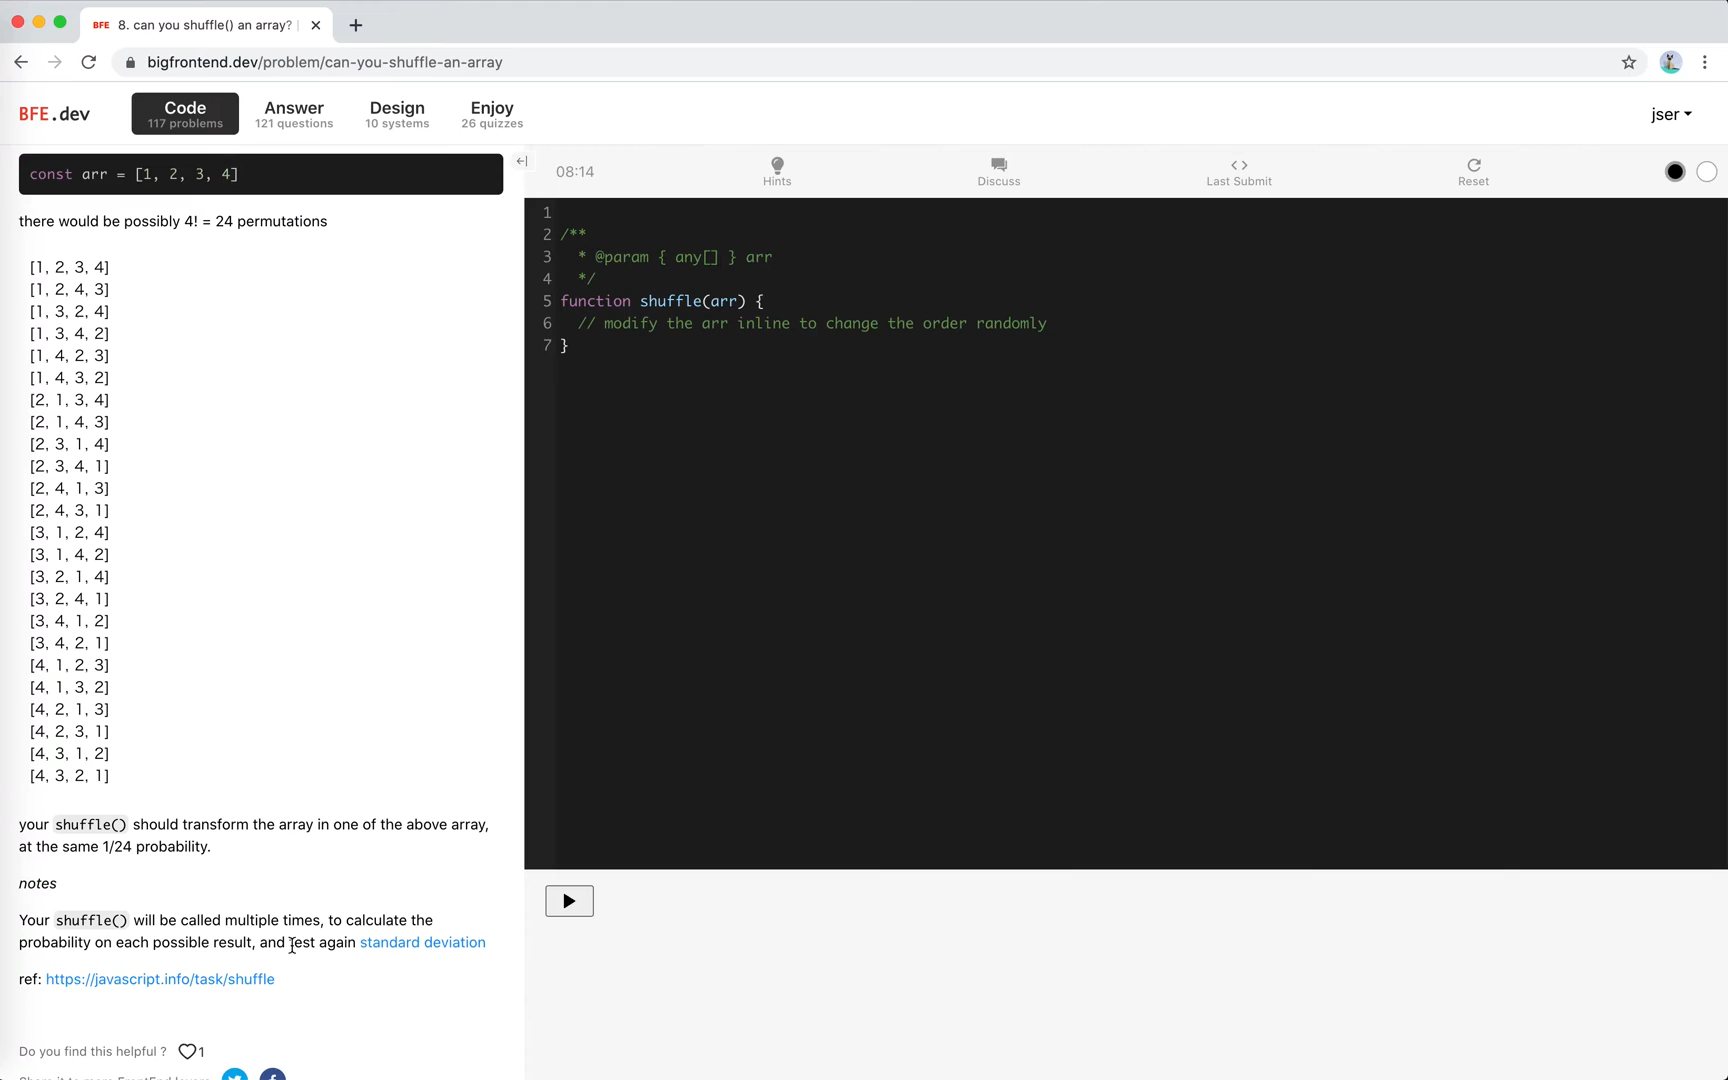 BFE 8. can you shuffle() an array? |
bigfrontend.dev/problem/can-you-shuffle-an-array
BFE.dev
Code
117 problems
Answer
121 questions
Design
10 systems
Enjoy
26 quizzes
jser
const arr = [1, 2, 3, 4]
there would be possibly 4! = 24 permutations
[1, 2, 3, 4]
[1, 2, 4, 3]
[1, 3, 2, 4]
[1, 3, 4, 2]
[1, 4, 2, 3]
[1, 4, 3, 2]
[2, 1, 3, 4]
[2, 1, 4, 3]
[2, 3, 1, 4]
[2, 3, 4, 1]
[2, 4, 1, 3]
[2, 4, 3, 1]
[3, 1, 2, 4]
[3, 1, 4, 2]
[3, 2, 1, 4]
[3, 2, 4, 1]
[3, 4, 1, 2]
[3, 4, 2, 1]
[4, 1, 2, 3]
[4, 1, 3, 2]
[4, 2, 1, 3]
[4, 2, 3, 1]
[4, 3, 1, 2]
[4, 3, 2, 1]
your shuffle() should transform the array in one of the above array,
at the same 1/24 probability.
notes
Your shuffle() will be called multiple times, to calculate the
probability on each possible result, and test again standard deviation
ref: https://javascript.info/task/shuffle
Do you find this helpful ? 1
Share it to more FrontEnd lovers
08:14
Hints
Discuss
Last Submit
Reset
1
2 /**
3 * @param { any[] } arr
4 */
5 function shuffle(arr) {
6 // modify the arr inline to change the order randomly
7 }